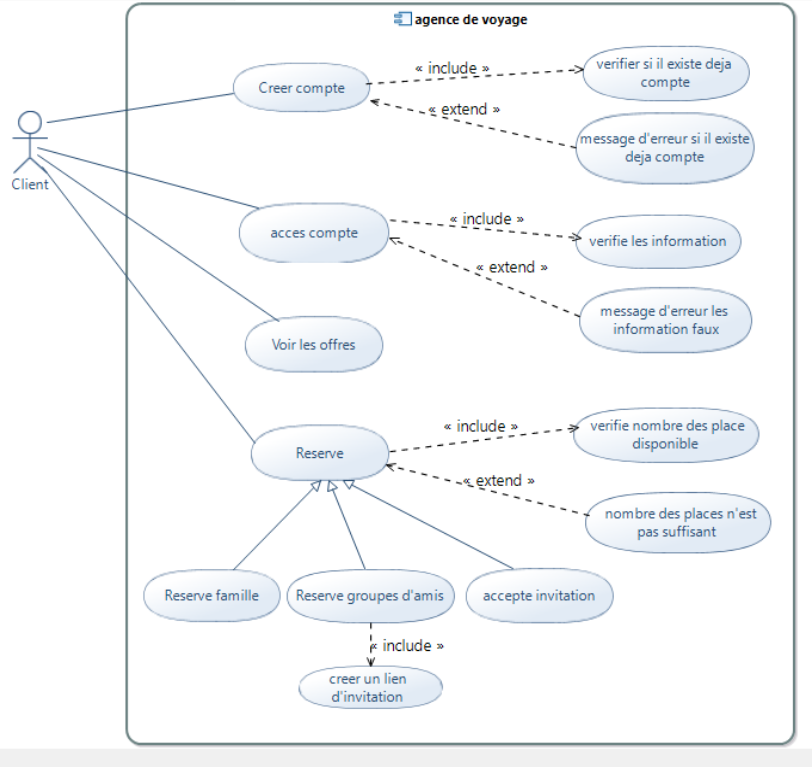 agence de voyage
Creer compte
« include »
verifier si il existe deja
compte
« extend »
message d'erreur si il existe
deja compte
Client
acces compte
« include »
verifie les information
« extend »
message d'erreur les
information faux
Voir les offres
Reserve
« include »
verifie nombre des place
disponible
« extend »
nombre des places n'est
pas suffisant
Reserve famille
Reserve groupes d'amis
accepte invitation
« include »
creer un lien
d'invitation